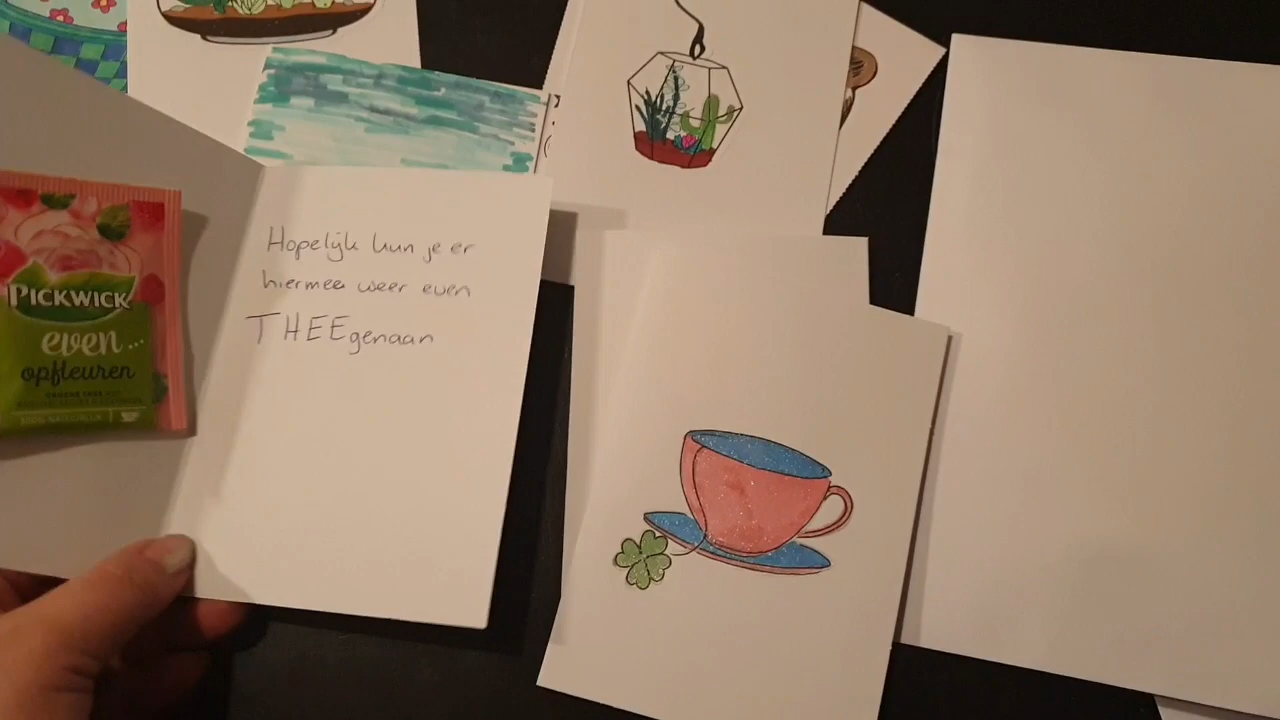 PICKWICK
even...
opfleuren
Hopelijk kun je er
hiermee weer even
THEEgenaan